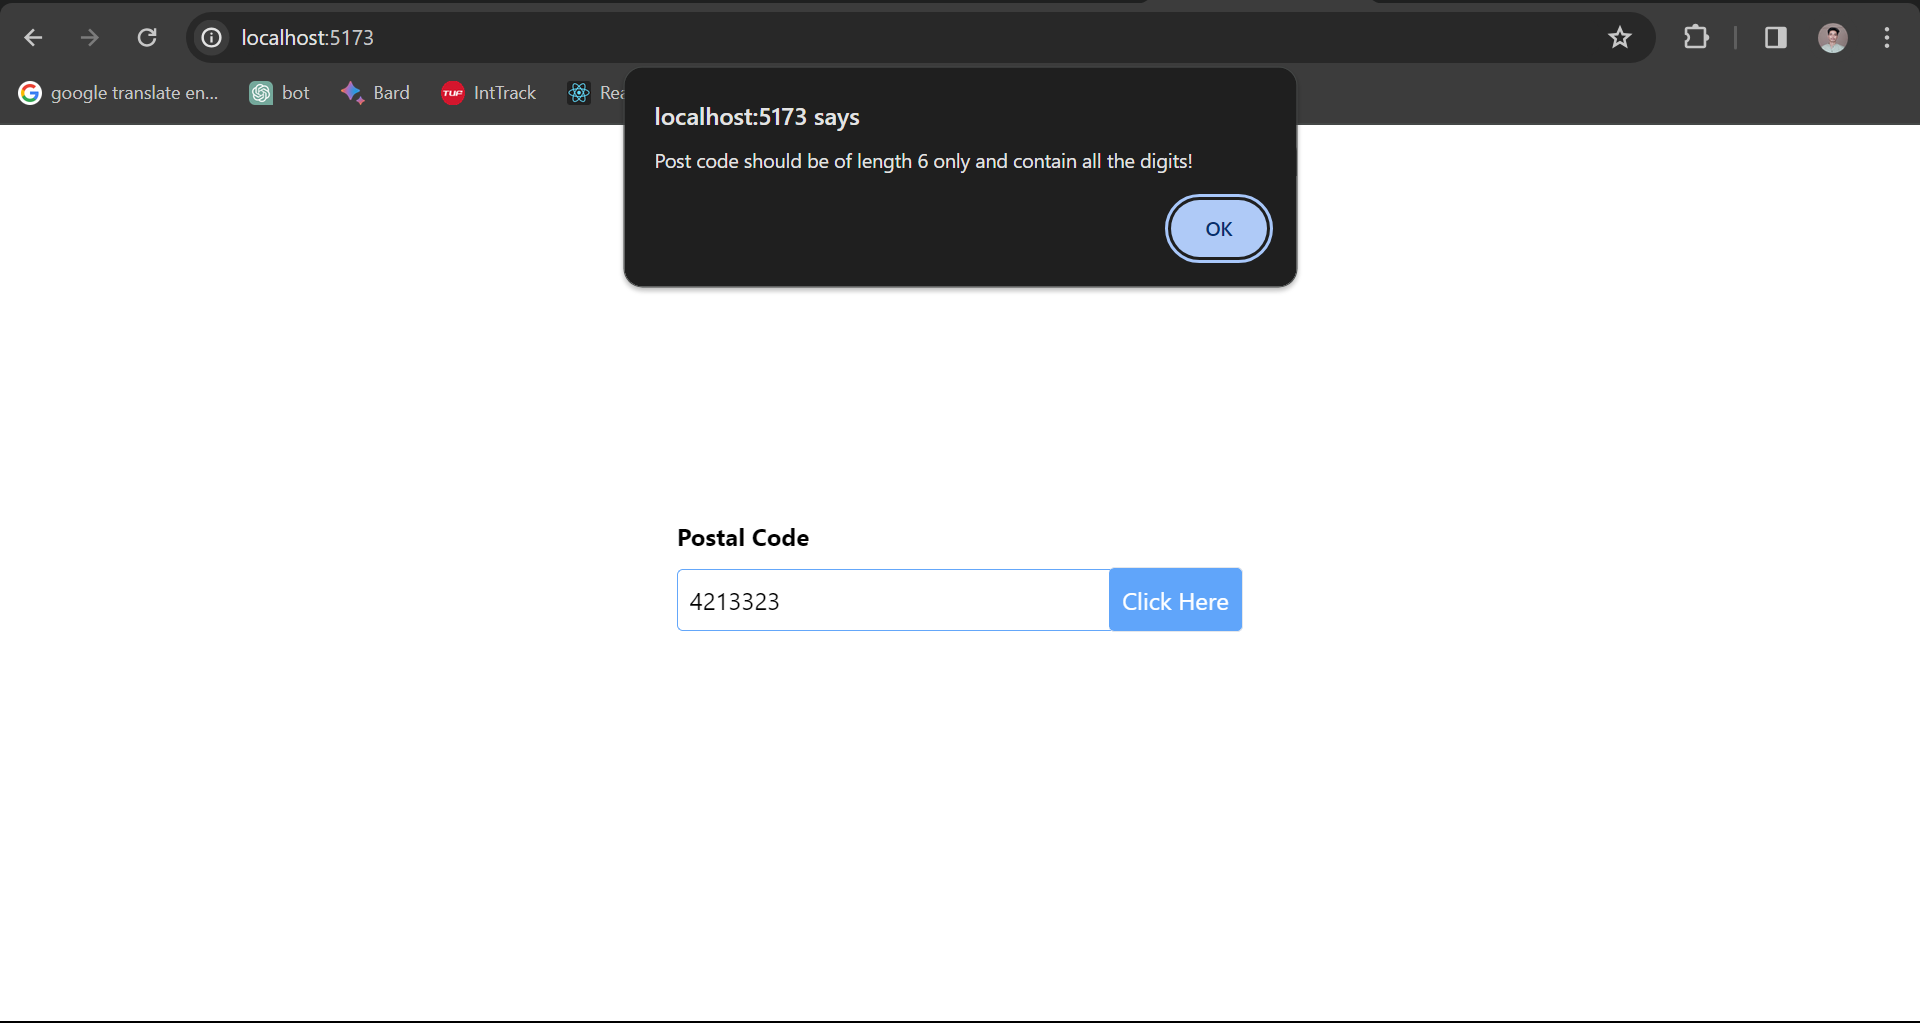 localhost:5173
google translate en...
bot
Bard
TUF IntTrack
Rea
localhost:5173 says
Post code should be of length 6 only and contain all the digits!
OK
Postal Code
4213323
Click Here